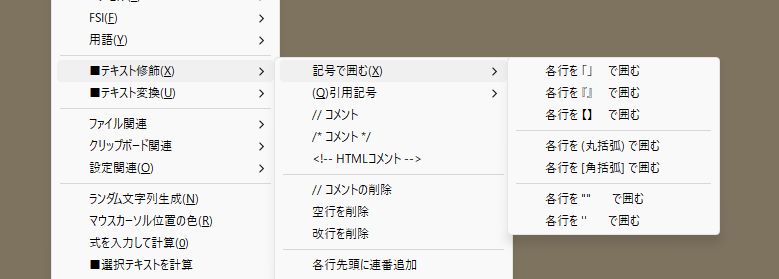 FSI(F)
用語(Y)
■テキスト修飾(X)
■テキスト変換(U)
ファイル関連
クリップボード関連
設定関連(O)
ランダム文字列生成(N)
マウスカーソル位置の色(R)
式を入力して計算(0)
■選択テキストを計算
記号で囲む(X)
(Q)引用記号
// コメント
/* コメント */
<!-- HTMLコメント -->
// コメントの削除
空行を削除
改行を削除
各行先頭に連番追加
各行を「」 で囲む
各行を『』 で囲む
各行を【】 で囲む
各行を (丸括弧) で囲む
各行を [角括弧] で囲む
各行を "" で囲む
各行を '' で囲む